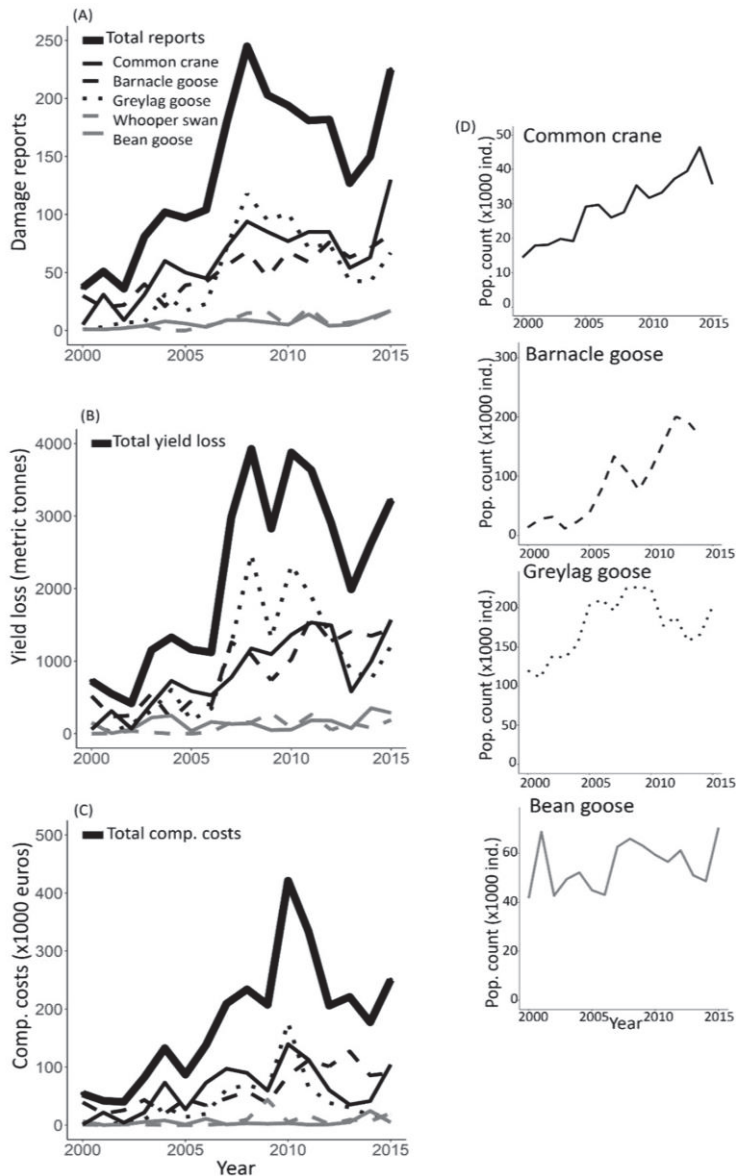 (A)
Damage reports
250
200
150
100
50
0
Total reports
Common crane
Barnacle goose
Greylag goose
Whooper swan
Bean goose
2000 2005 2010 2015
(B)
Yield loss (metric tonnes)
4000
3000
2000
1000
0
Total yield loss
2000 2005 2010 2015
(C)
Comp. costs (x1000 euros)
500
400
300
200
100
0
Total comp. costs
2000 2005 2010 2015
Year
(D)
Common crane
Pop. count (x1000 ind.)
50
40
30
20
10
0
2000 2005 2010 2015
Barnacle goose
Pop. count (x1000 ind.)
300
200
100
0
2000 2005 2010 2015
Greylag goose
Pop. count (x1000 ind.)
200
150
100
50
0
2000 2005 2010 2015
Bean goose
Pop. count (x1000 ind.)
60
40
20
0
2000 2005 2010 2015
Year